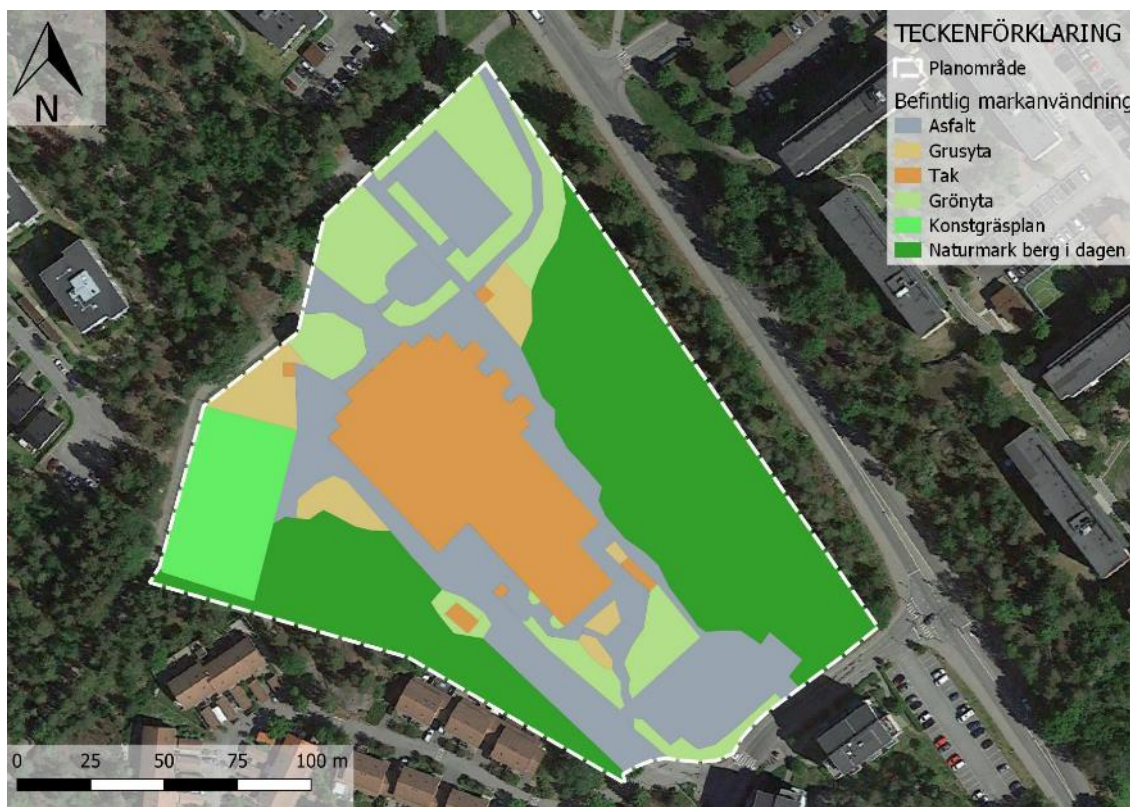 N
TECKENFÖRKLARING
Planområde
Befintlig markanvändning
Asfalt
Grusyta
Tak
Grönyta
Konstgräsplan
Naturmark berg i dagen
0 25 50 75 100 m